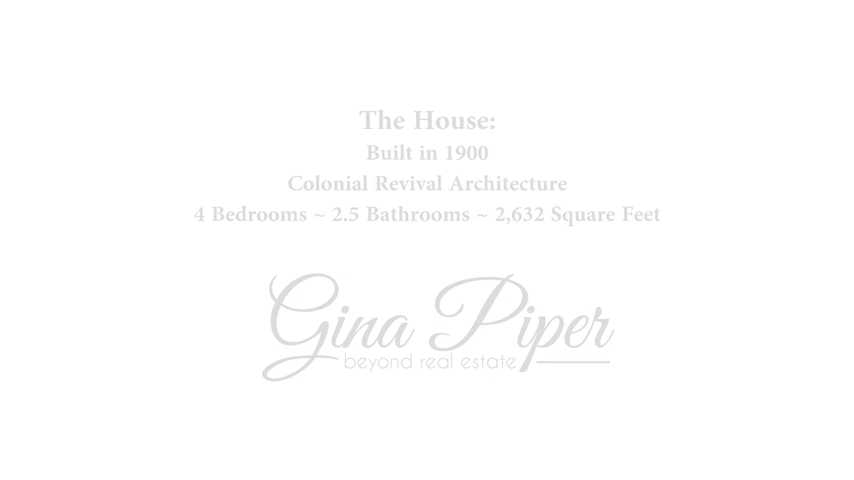 The House:
Built in 1900
Colonial Revival Architecture
4 Bedrooms ~ 2.5 Bathrooms ~ 2,632 Square Feet
Gina Piper
beyond real estate